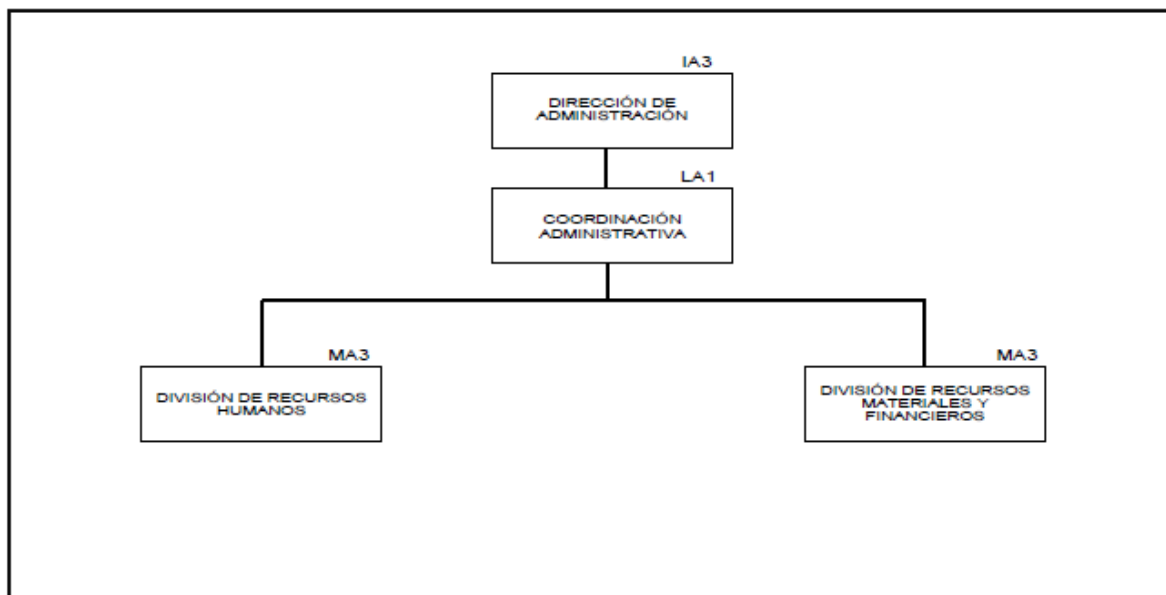 IA3
DIRECCIÓN DE
ADMINISTRACIÓN
LA1
COORDINACIÓN
ADMINISTRATIVA
MA3
DIVISIÓN DE RECURSOS
HUMANOS
MA3
DIVISIÓN DE RECURSOS
MATERIALES Y
FINANCIEROS